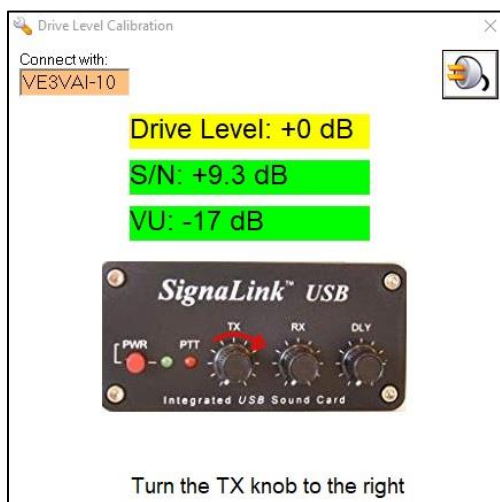 Drive Level Calibration
Connect with:
VE3VAI-10
Drive Level: +0 dB
S/N: +9.3 dB
VU: -17 dB
SignaLink™ USB
PWR PTT TX RX DLY
Integrated USB Sound Card
Turn the TX knob to the right